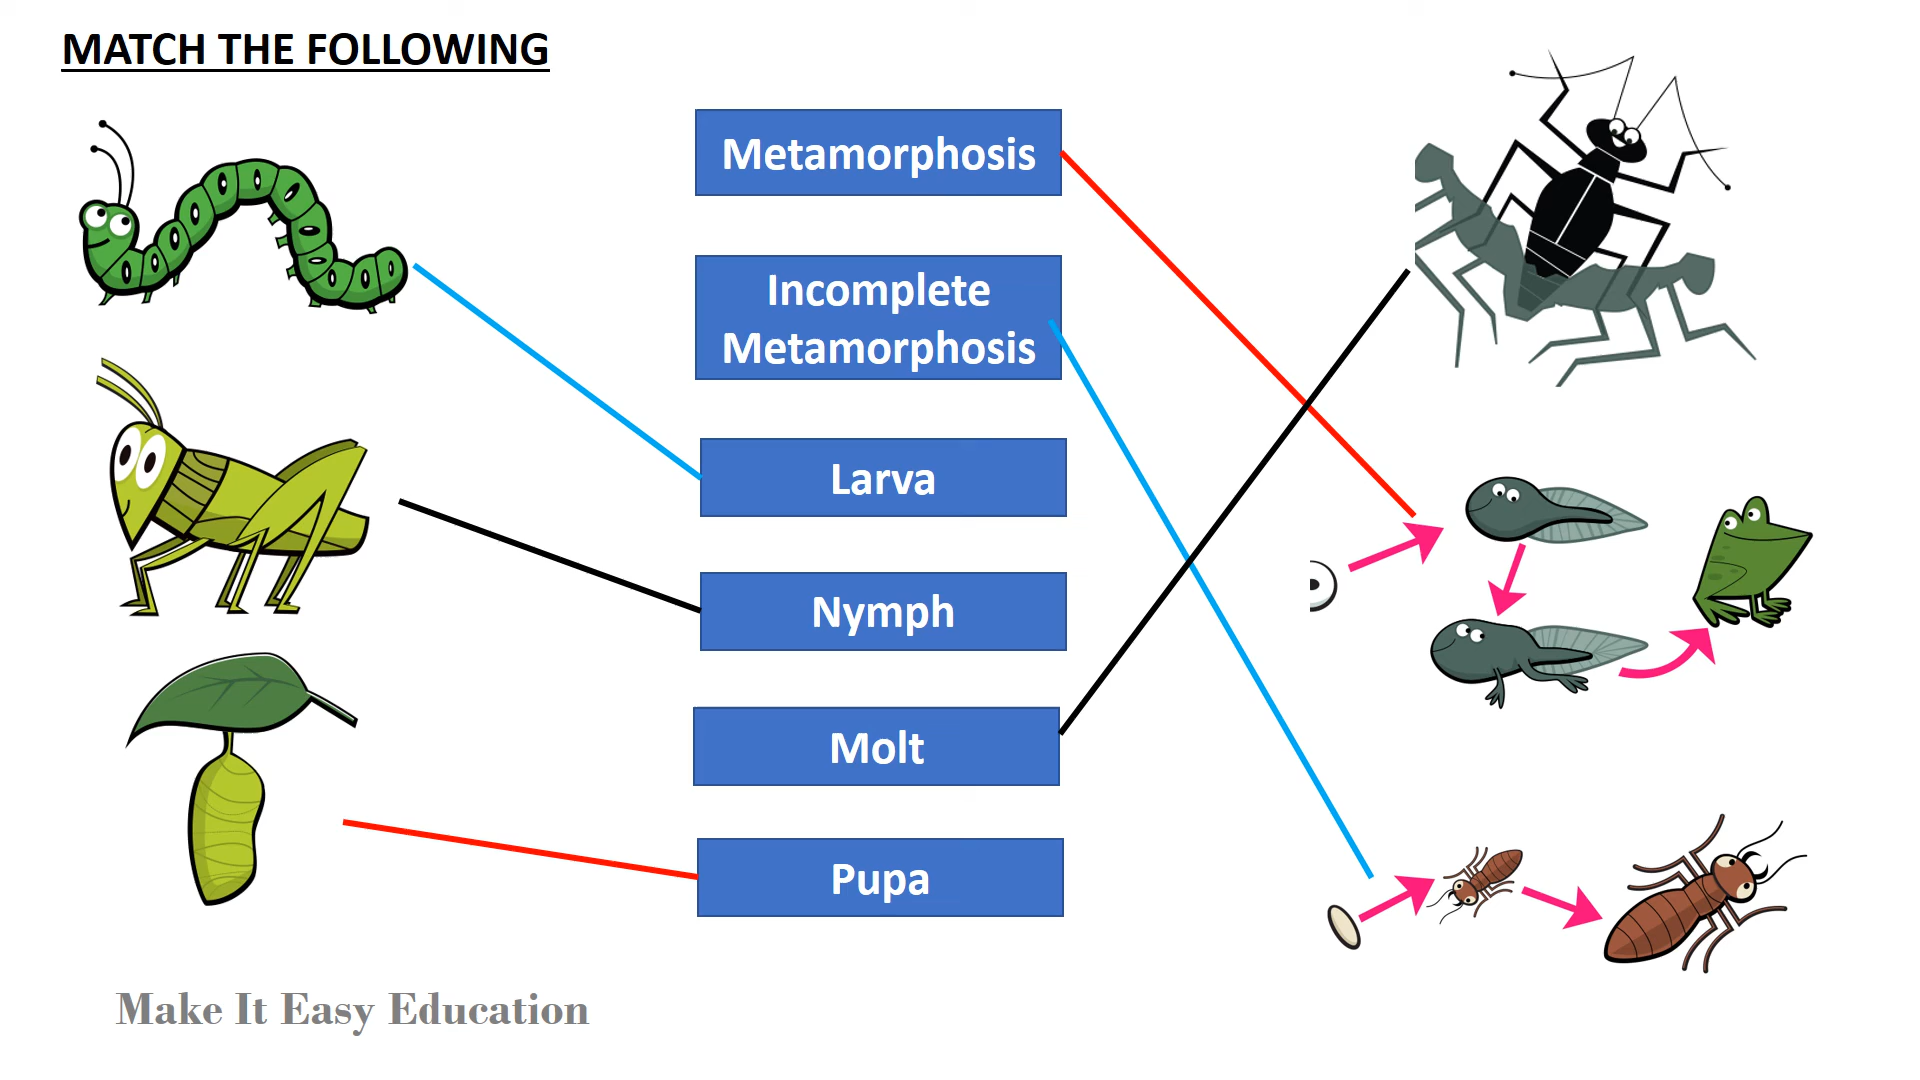 MATCH THE FOLLOWING
Metamorphosis
Incomplete
Metamorphosis
Larva
Nymph
Molt
Pupa
Make It Easy Education